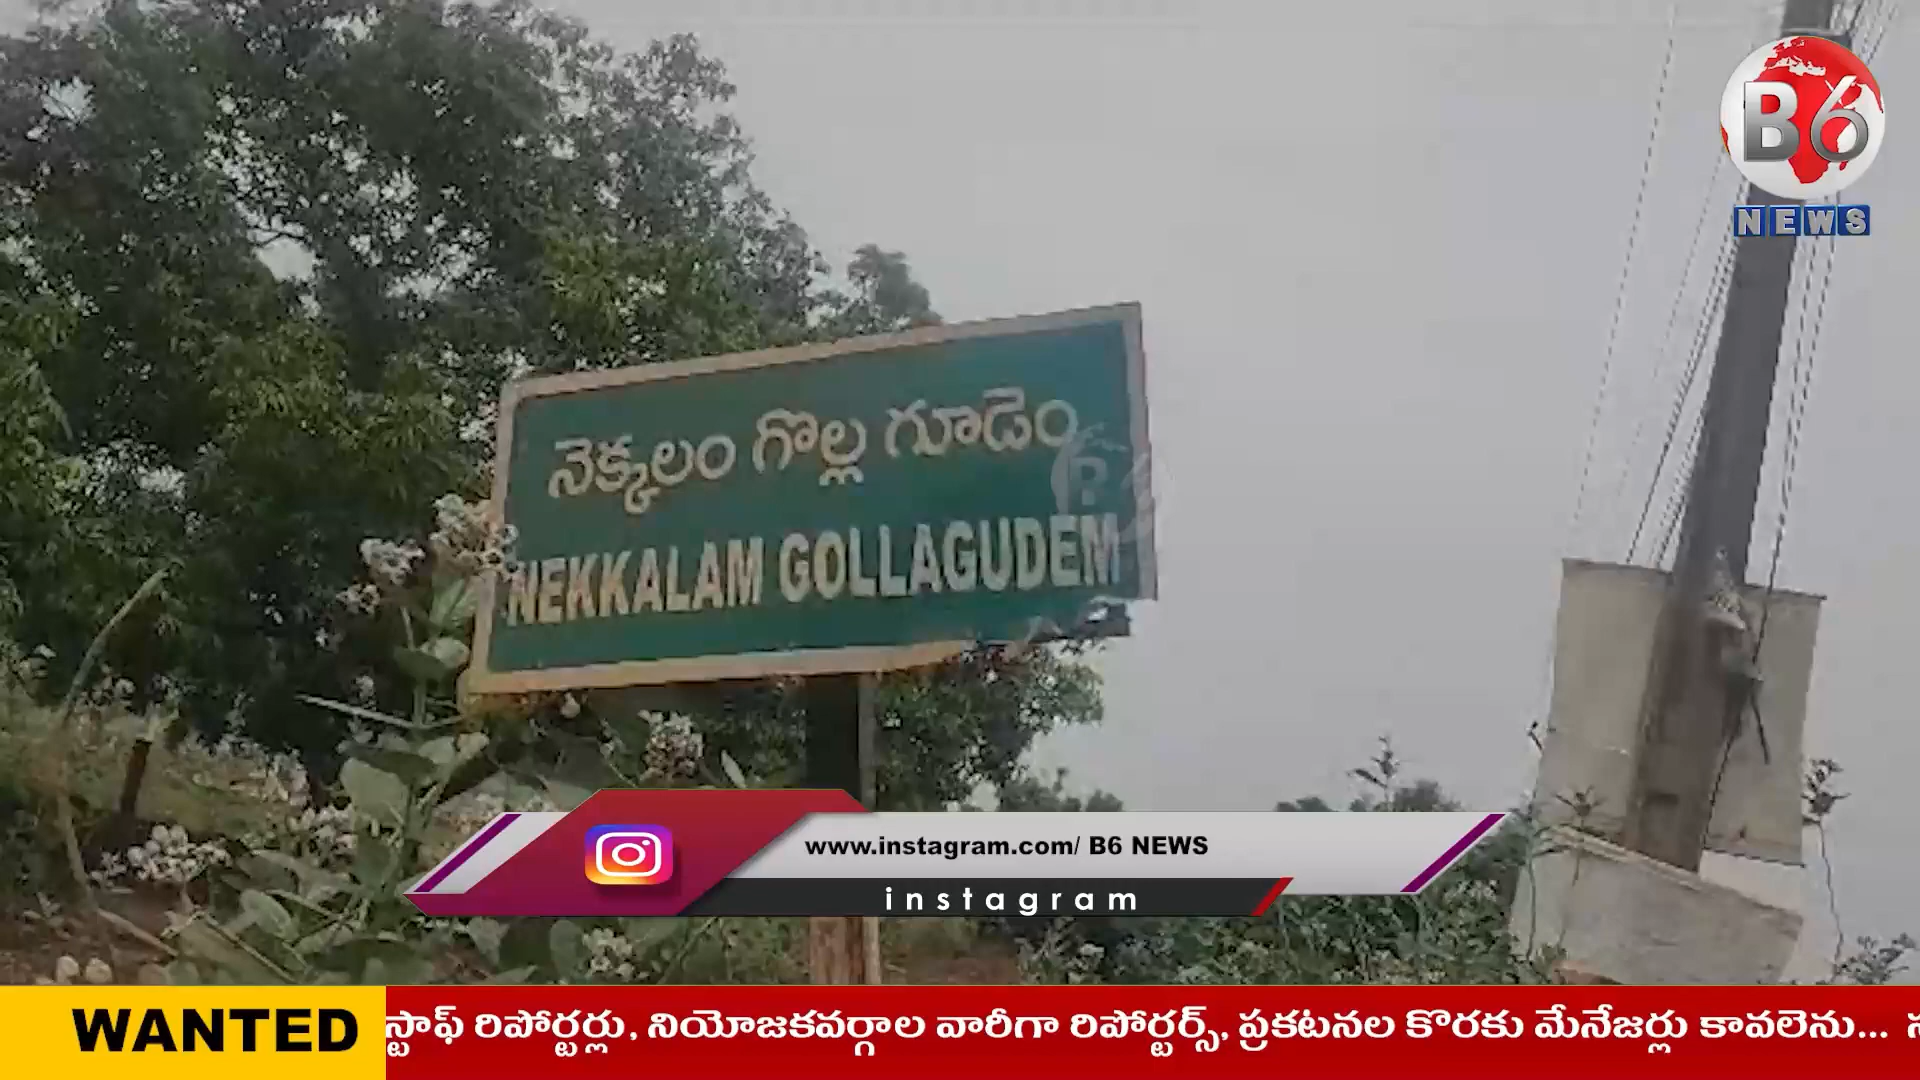 B6
NEWS
నెక్కలం గొల్ల గూడెం
NEKKALAM GOLLAGUDEM
www.instagram.com/ B6 NEWS
instagram
WANTED స్టాఫ్ రిపోర్టర్లు, నియోజకవర్గాల వారీగా రిపోర్టర్స్, ప్రకటనల కొరకు మేనేజర్లు కావలెను...